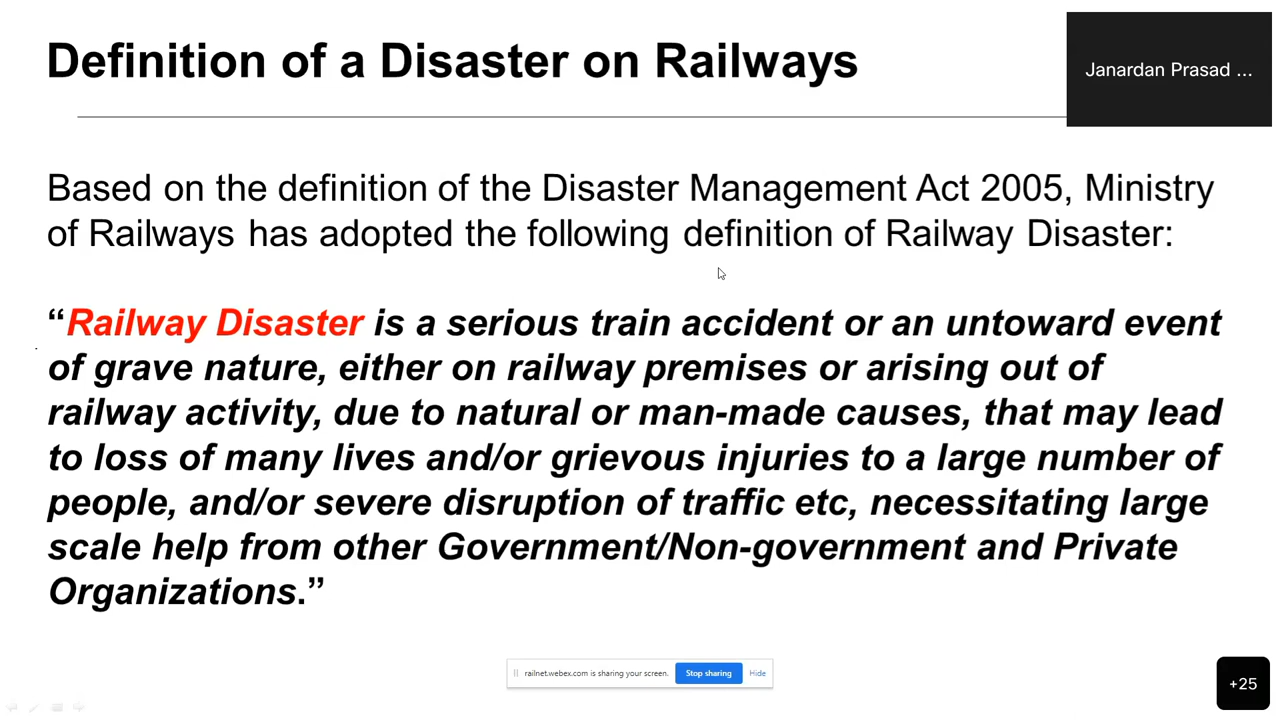 Definition of a Disaster on Railways
Janardan Prasad ...
Based on the definition of the Disaster Management Act 2005, Ministry
of Railways has adopted the following definition of Railway Disaster:
“Railway Disaster is a serious train accident or an untoward event
of grave nature, either on railway premises or arising out of
railway activity, due to natural or man-made causes, that may lead
to loss of many lives and/or grievous injuries to a large number of
people, and/or severe disruption of traffic etc, necessitating large
scale help from other Government/Non-government and Private
Organizations.”
railnet.webex.com is sharing your screen. Stop sharing Hide
+25